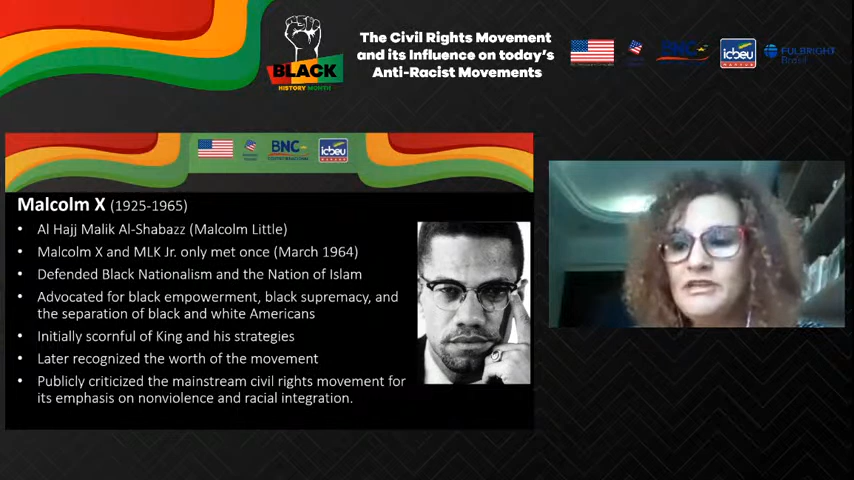 The Civil Rights Movement
and its Influence on today's
Anti-Racist Movements
BLACK
HISTORY MONTH
BNC
icbeu
MANAUS
FULBRIGHT
Brasil
BNC
icbeu
MANAUS
Malcolm X (1925-1965)
• Al Hajj Malik Al-Shabazz (Malcolm Little)
• Malcolm X and MLK Jr. only met once (March 1964)
• Defended Black Nationalism and the Nation of Islam
• Advocated for black empowerment, black supremacy, and
the separation of black and white Americans
• Initially scornful of King and his strategies
• Later recognized the worth of the movement
• Publicly criticized the mainstream civil rights movement for
its emphasis on nonviolence and racial integration.